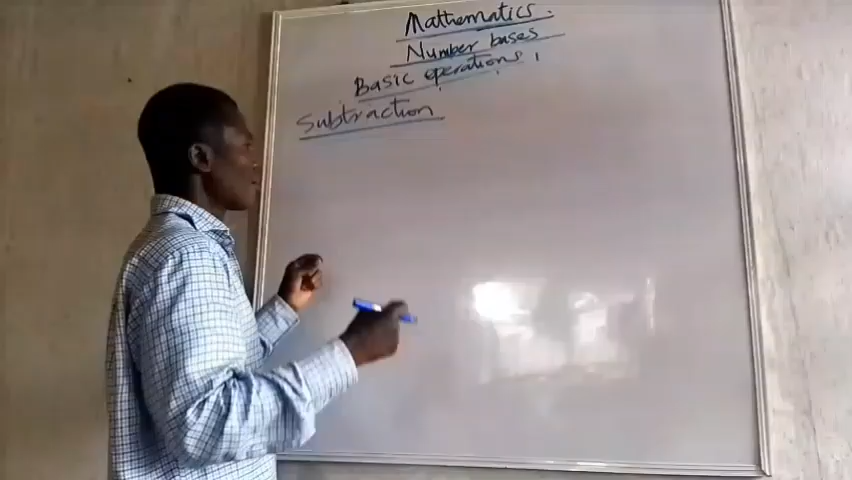 Mathematics.
Number bases
Basic operations!
Subtraction